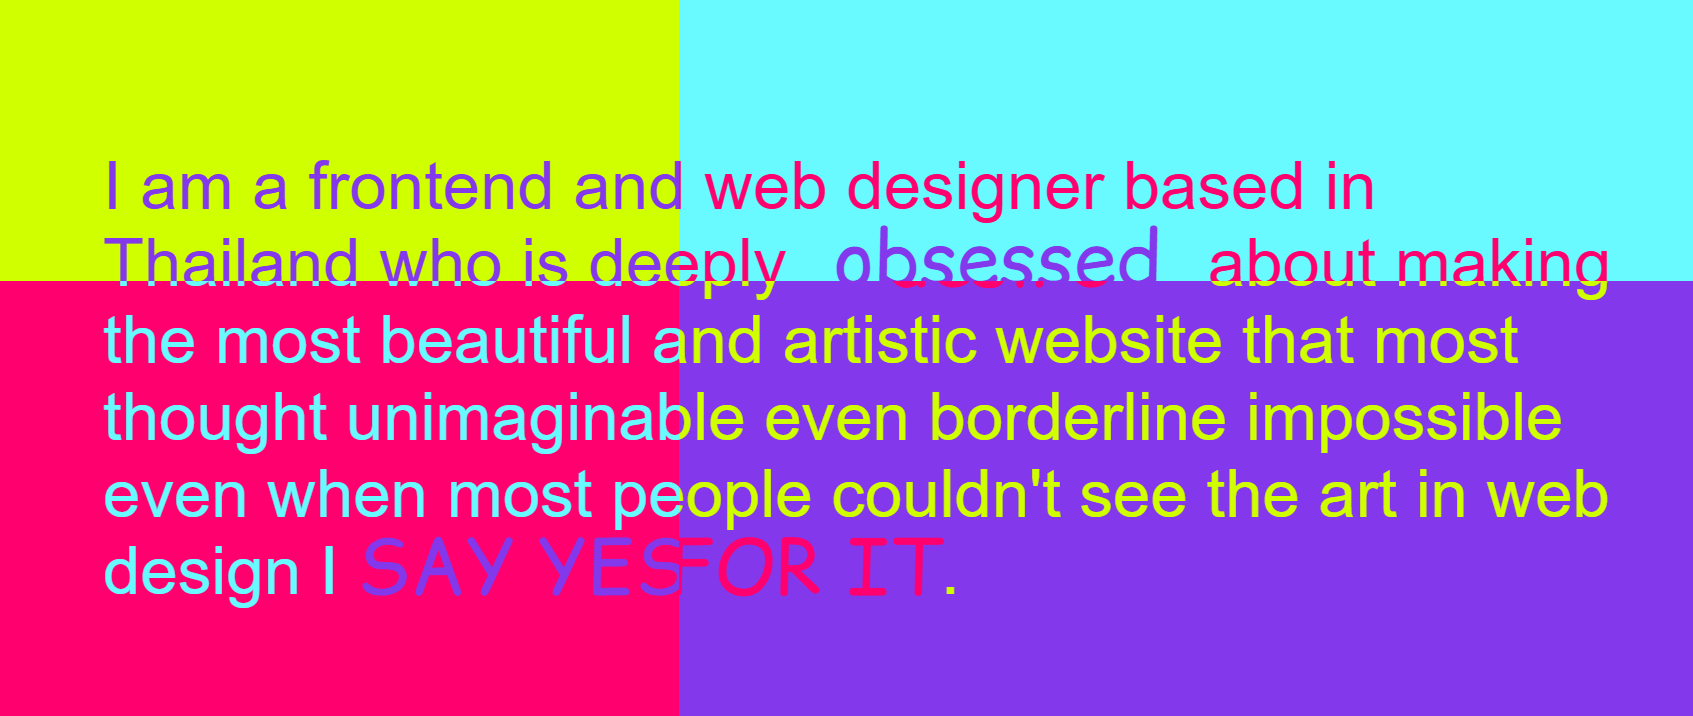 I am a frontend and web designer based in
Thailand who is deeply obsessed about making
the most beautiful and artistic website that most
thought unimaginable even borderline impossible
even when most people couldn't see the art in web
design I SAY YES FOR IT.